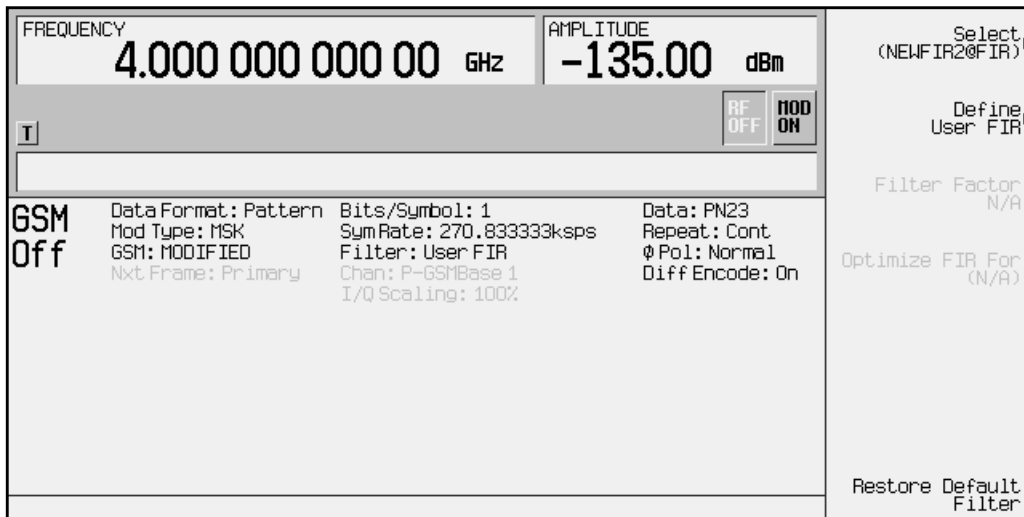 FREQUENCY
4.000 000 000 00 GHz
AMPLITUDE
-135.00 dBm
RF OFF
MOD ON
T
GSM Off
Data Format: Pattern Bits/Symbol: 1 Data: PN23
Mod Type: MSK Sym Rate: 270.833333ksps Repeat: Cont
GSM: MODIFIED Filter: User FIR Φ Pol: Normal
Nxt Frame: Primary Chan: P-GSMBase 1 Diff Encode: On
I/Q Scaling: 100%
Select
(NEWFIR2@FIR)
Define
User FIR
Filter Factor
N/A
Optimize FIR For
(N/A)
Restore Default
Filter